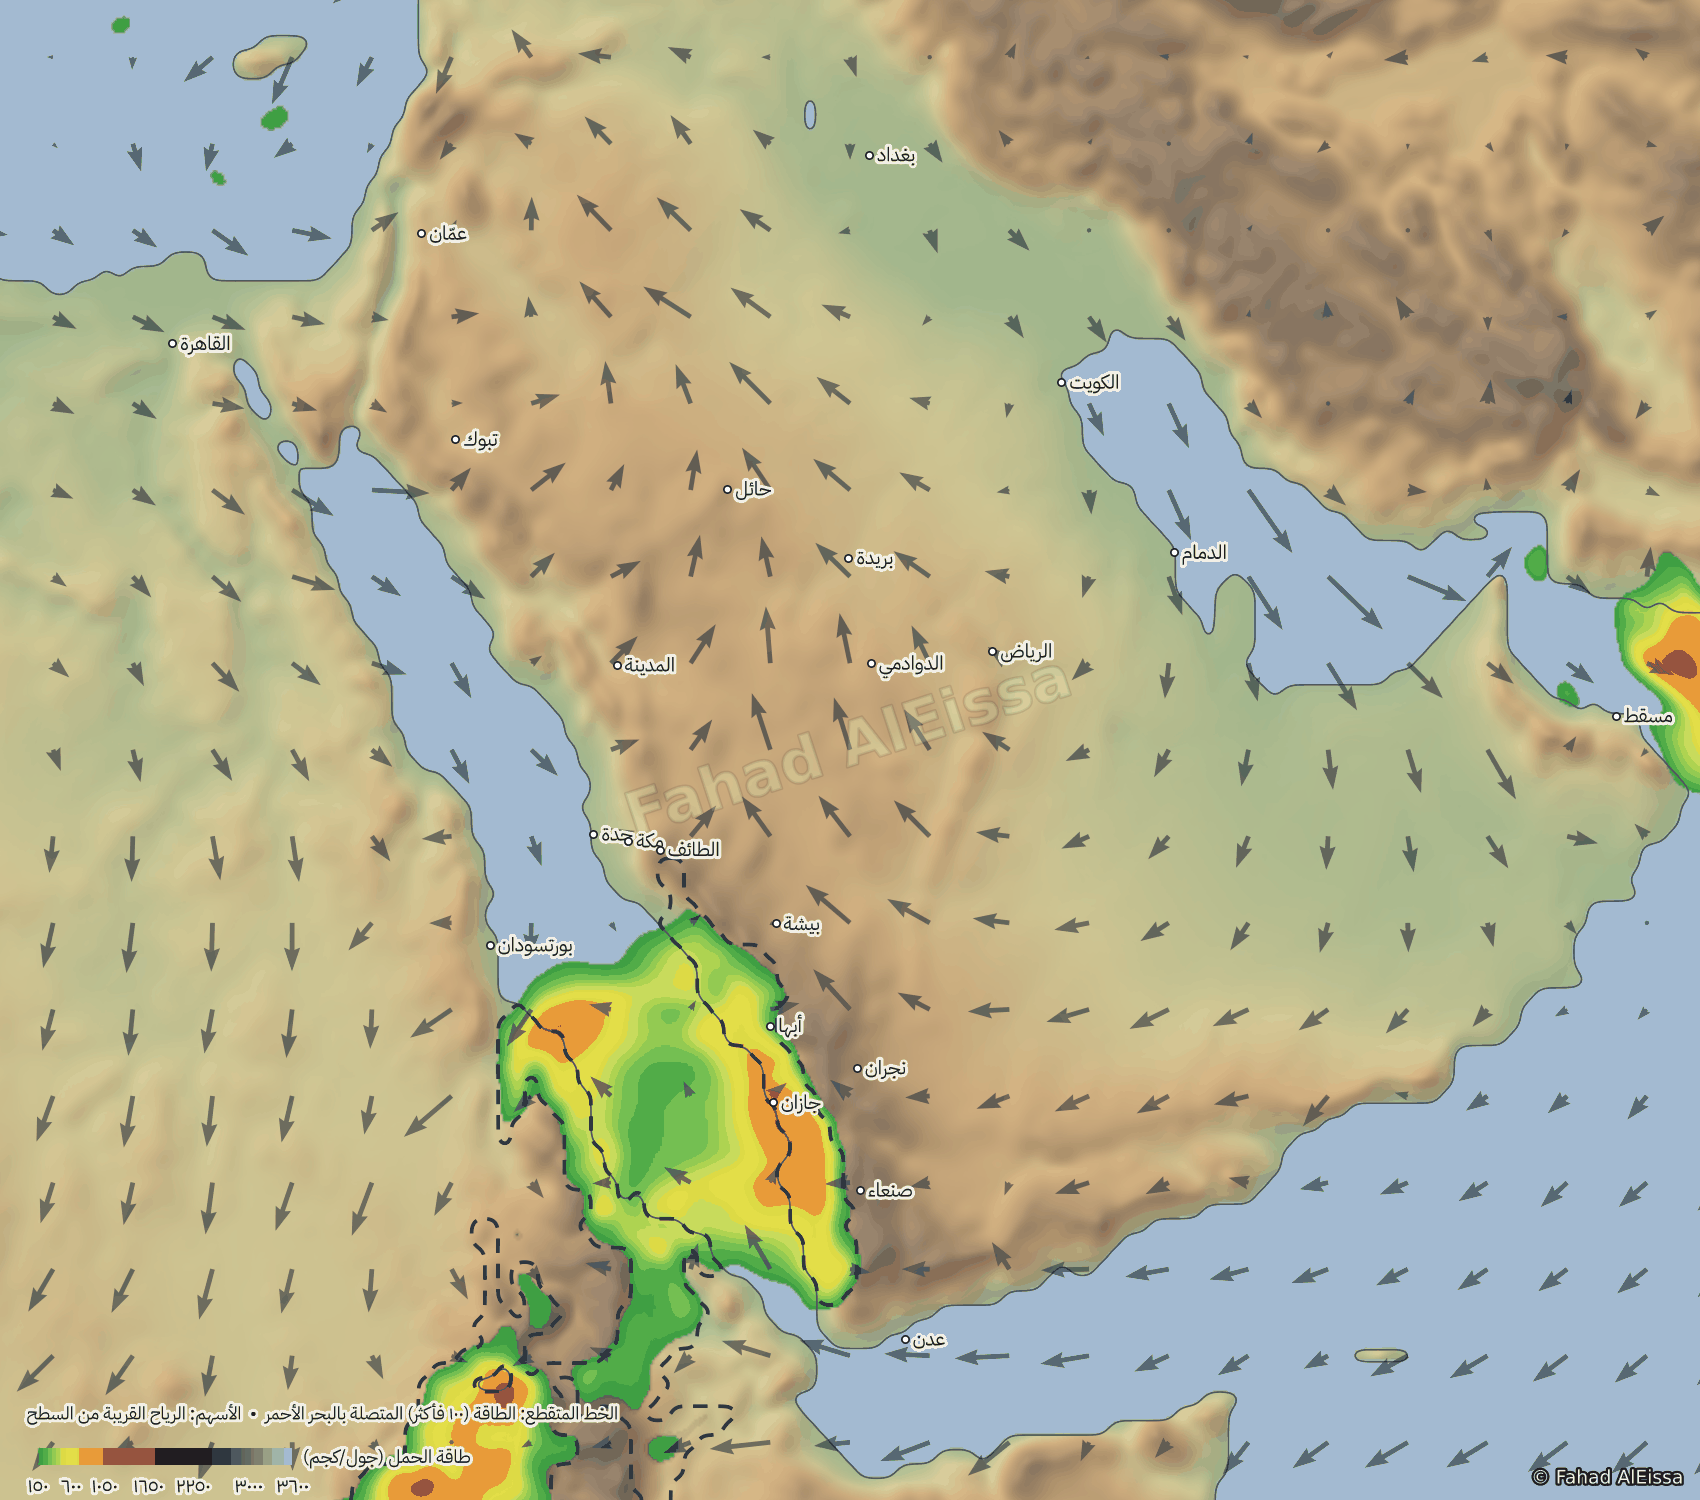 بغداد
عمّان
القاهرة
الكويت
تبوك
حائل
الدمام
بريدة
الرياض
الدوادمي
المدينة
مسقط
جدة
مكة
الطائف
بيشة
بورتسودان
أبها
نجران
جازان
صنعاء
عدن
Fahad AlEissa
الخط المتقطع: الطاقة (١٠٠ فأكثر) المتصلة بالبحر الأحمر • الأسهم: الرياح القريبة من السطح
طاقة الحمل (جول/كجم)
١٥٠ ٦٠٠ ١٠٥٠ ١٦٥٠ ٢٢٥٠ ٣٠٠٠ ٣٦٠٠
© Fahad AlEissa